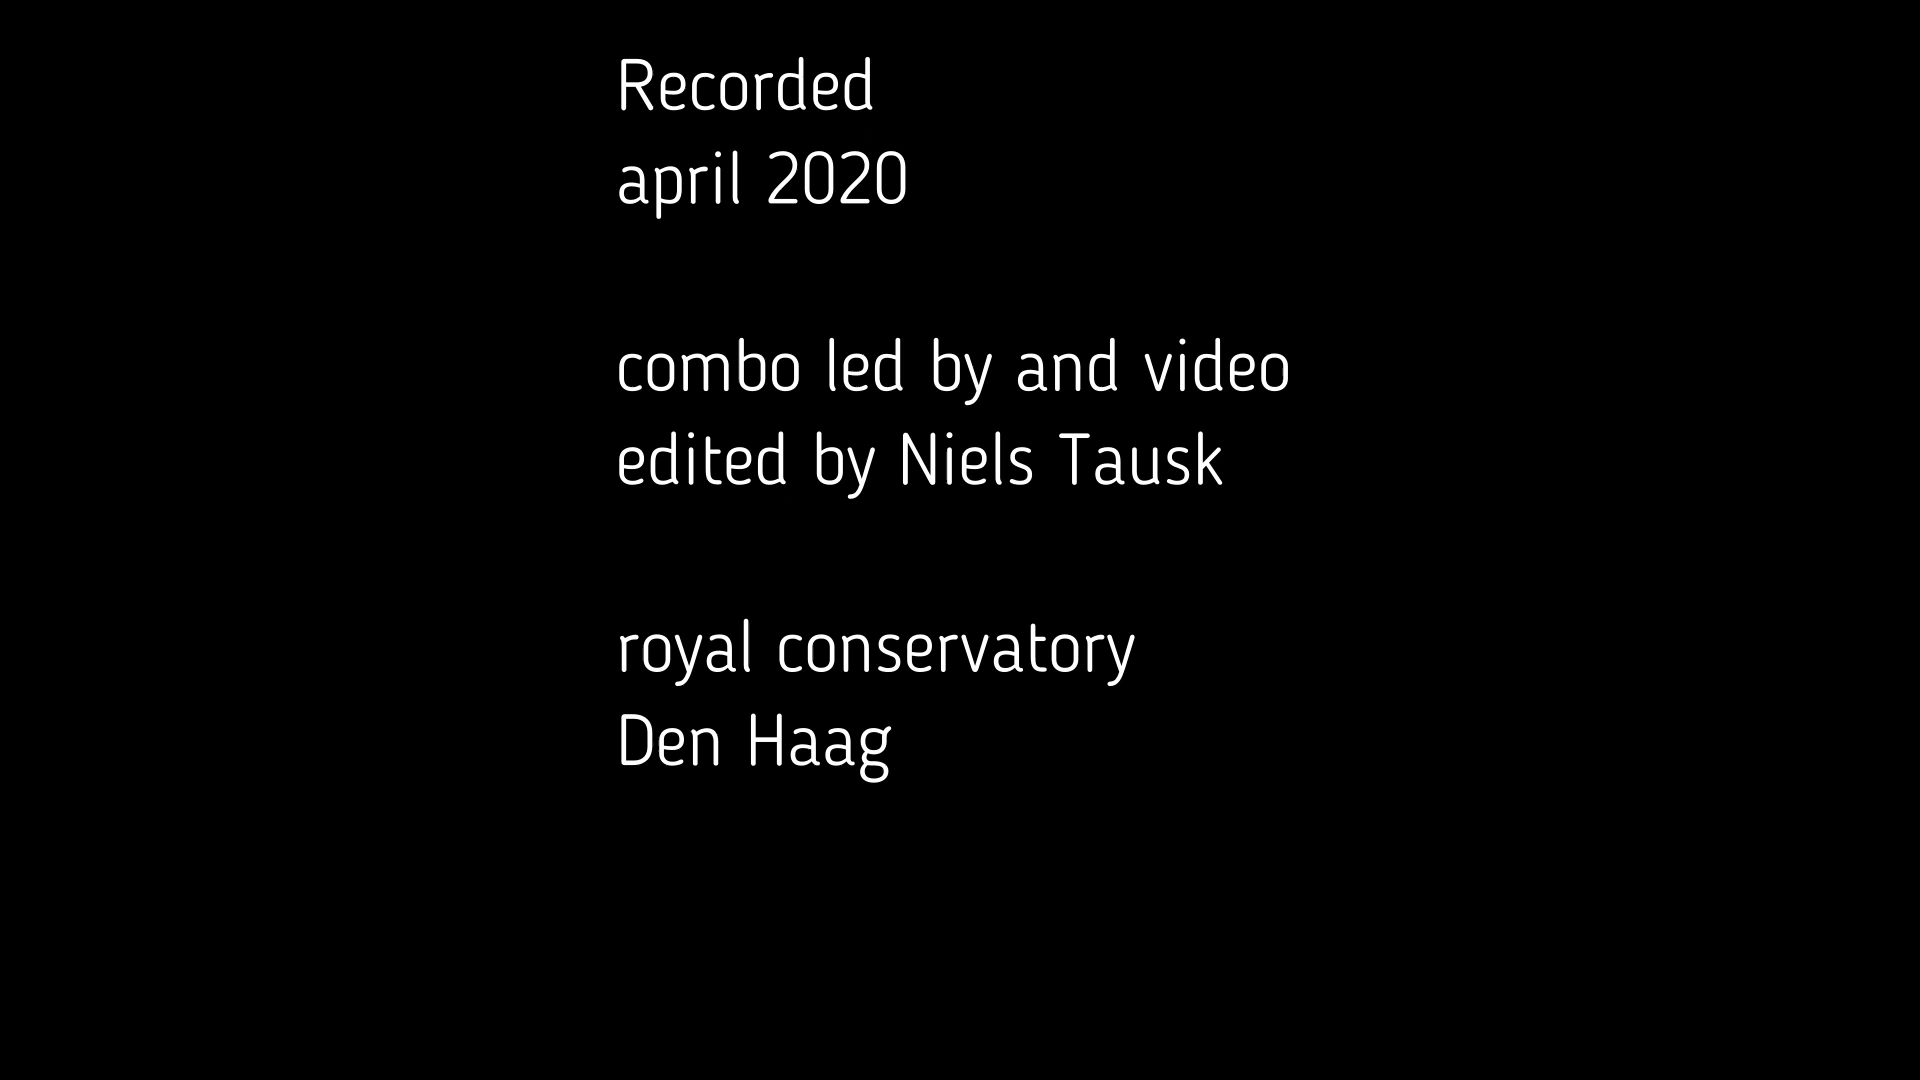 Recorded
april 2020
combo led by and video
edited by Niels Tausk
royal conservatory
Den Haag